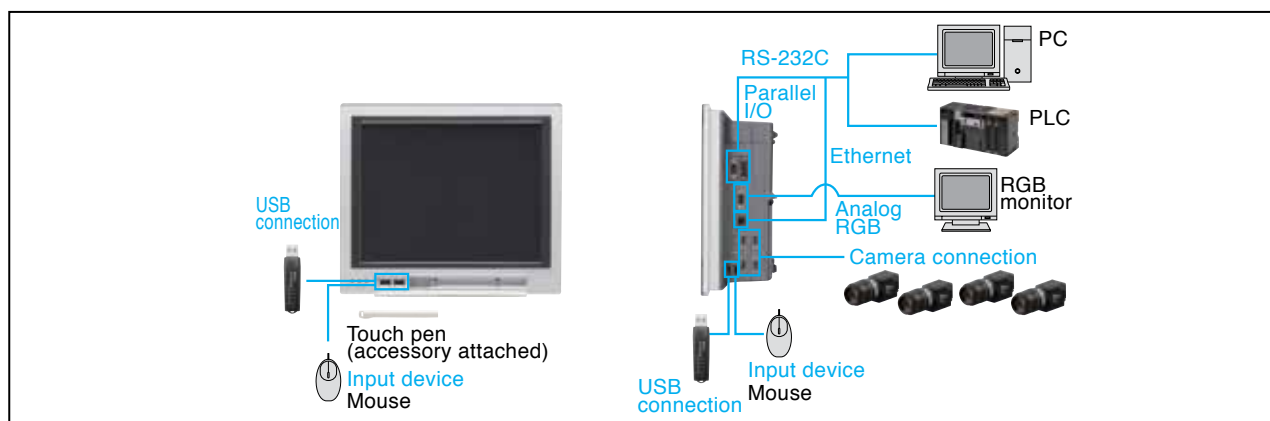 USB
connection
Touch pen
(accessory attached)
Input device
Mouse
RS-232C
PC
Parallel
I/O
PLC
Ethernet
RGB
monitor
Analog
RGB
Camera connection
USB
connection
Input device
Mouse